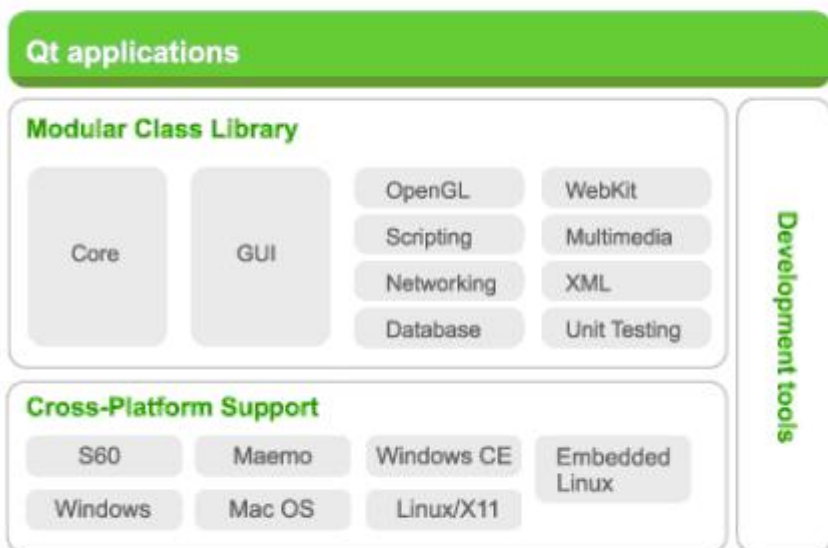 Qt applications
Modular Class Library
Core
GUI
OpenGL
WebKit
Scripting
Multimedia
Networking
XML
Database
Unit Testing
Cross-Platform Support
S60
Maemo
Windows CE
Embedded
Linux
Windows
Mac OS
Linux/X11
Development tools